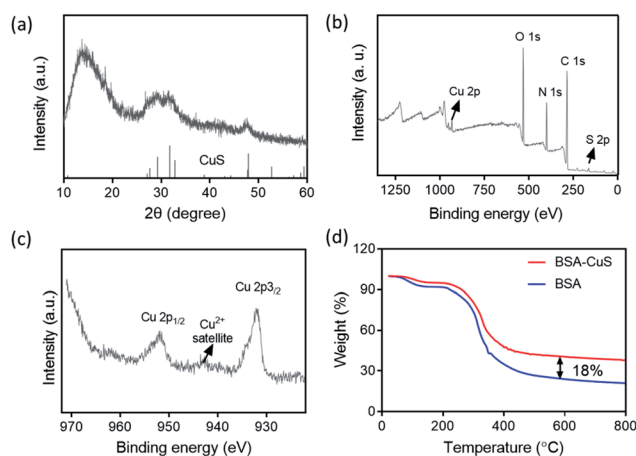 (a)
Intensity (a.u.)
CuS
10 20 30 40 50 60
2θ (degree)
(b)
Intensity (a. u.)
O 1s
C 1s
Cu 2p
N 1s
S 2p
1250 1000 750 500 250 0
Binding energy (eV)
(c)
Intensity (a.u.)
Cu 2p3/2
Cu 2p1/2
Cu2+
satellite
970 960 950 940 930
Binding energy (eV)
(d)
Weight (%)
120
90
60
30
0
BSA-CuS
BSA
18%
0 200 400 600 800
Temperature (°C)